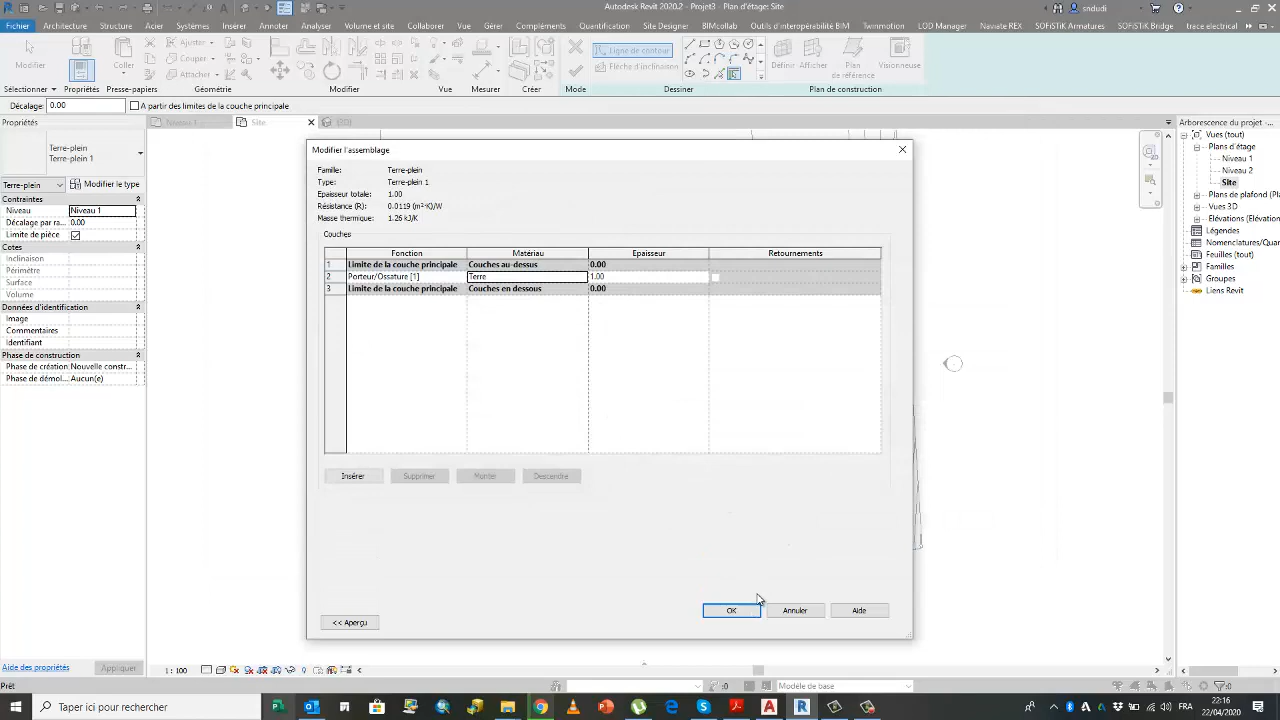 Autodesk Revit 2020.2 - Projet3 - Plan d'étage: Site
sndudi
Fichier
Architecture
Structure
Acier
Systèmes
Insérer
Annoter
Analyser
Volume et site
Collaborer
Vue
Gérer
Compléments
Quantification
Site Designer
BIMcollab
Outils d'interopérabilité BIM
Twinmotion
LOD Manager
Naviate REX
SOFiSTiK Armatures
SOFiSTiK Bridge
trace electrical
Ajuster
Couper
Attacher
Ligne de contour
Flèche d'inclinaison
Modifier
Propriétés
Coller
Définir
Afficher
Plan
de référence
Visionneuse
Sélectionner
Propriétés
Presse-papiers
Géométrie
Modifier
Vue
Mesurer
Créer
Mode
Dessiner
Plan de construction
Décalage: 0.00
A partir des limites de la couche principale
Propriétés
Niveau 1
Site
{3D}
Arborescence du projet -
Terre-plein
Terre-plein 1
Terre-plein
Modifier le type
Contraintes
Niveau
Niveau 1
Décalage par ra...
0.00
Limite de pièce
Cotes
Inclinaison
Périmètre
Surface
Volume
Données d'identification
Image
Commentaires
Identifiant
Phase de construction
Phase de création
Nouvelle constr...
Phase de démol...
Aucun(e)
Aide des propriétés
Appliquer
Modifier l'assemblage
Famille:
Terre-plein
Type:
Terre-plein 1
Epaisseur totale:
1.00
Résistance (R):
0.0119 (m²·K)/W
Masse thermique:
1.26 kJ/K
Couches
Fonction
Matériau
Epaisseur
Retournements
1
Limite de la couche principale
Couches au-dessus
0.00
2
Porteur/Ossature [1]
Terre
1.00
3
Limite de la couche principale
Couches en dessous
0.00
Insérer
Supprimer
Monter
Descendre
<< Aperçu
OK
Annuler
Aide
Vues (tout)
Plans d'étage
Niveau 1
Niveau 2
Site
Plans de plafond
Vues 3D
Elévations (Elévation
Légendes
Nomenclatures/Quan
Feuilles (tout)
Familles
Groupes
Liens Revit
1 : 100
Prêt
:0
Modèle de base
:0
Taper ici pour rechercher
FRA
22:16
22/04/2020